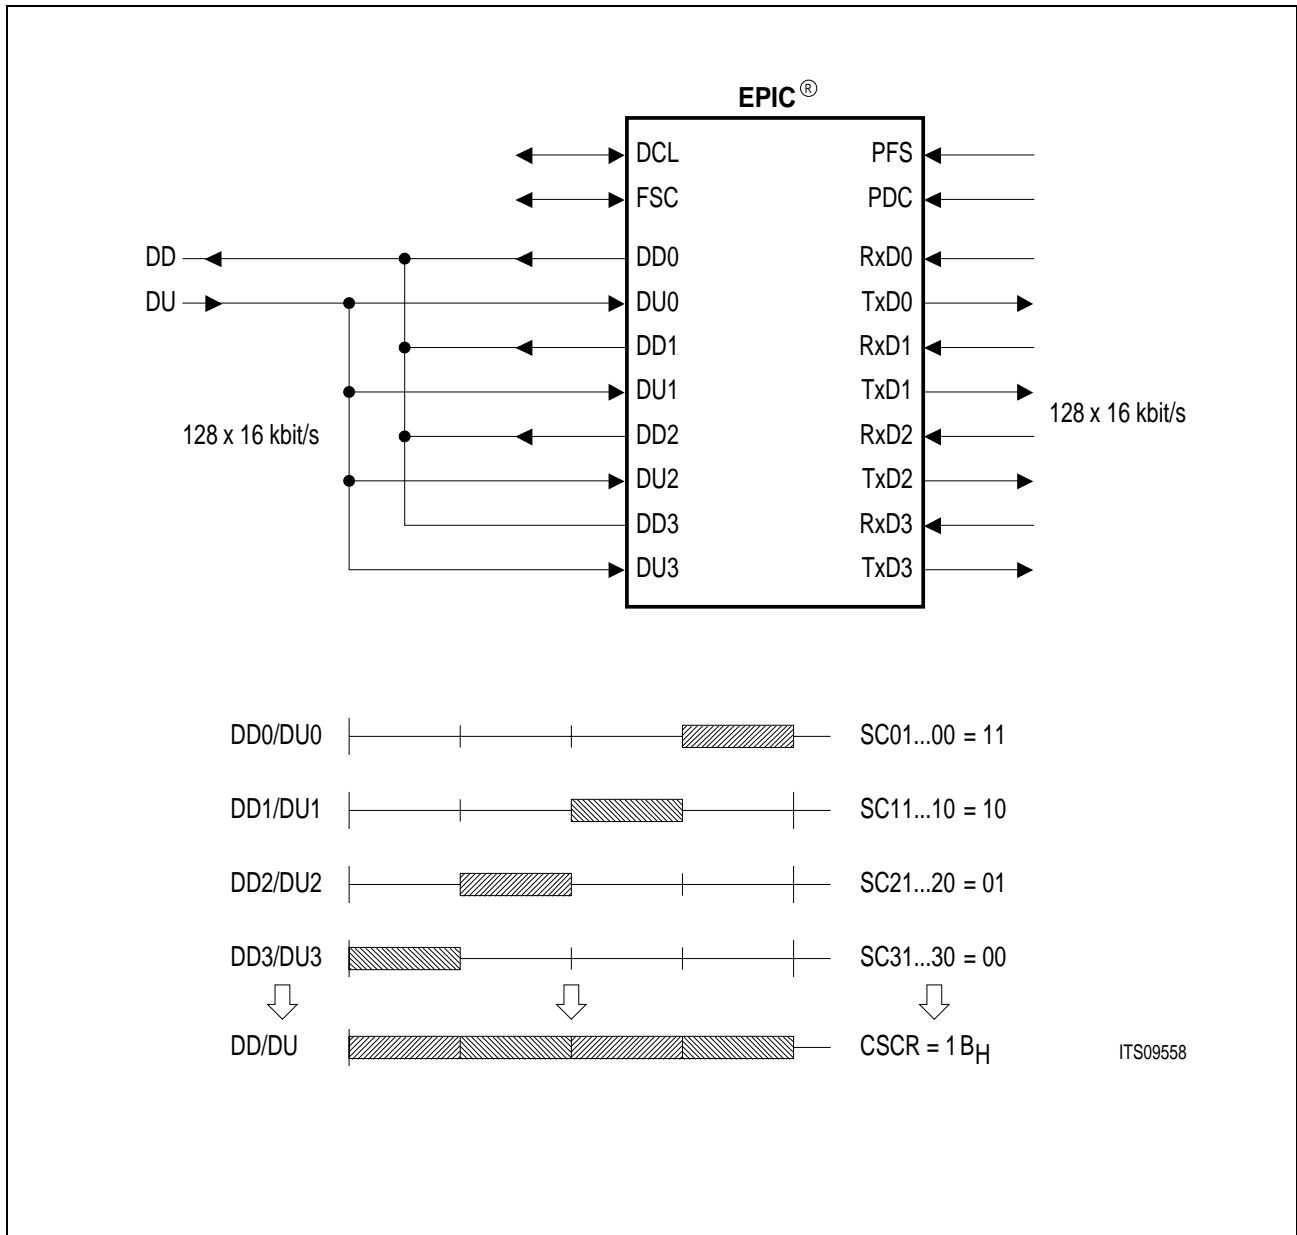 EPIC®
DCL PFS
FSC PDC
DD DD0 RxD0
DU DU0 TxD0
DD1 RxD1
DU1 TxD1
128 x 16 kbit/s DD2 RxD2 128 x 16 kbit/s
DU2 TxD2
DD3 RxD3
DU3 TxD3
DD0/DU0 SC01...00 = 11
DD1/DU1 SC11...10 = 10
DD2/DU2 SC21...20 = 01
DD3/DU3 SC31...30 = 00
DD/DU CSCR = 1BH ITS09558